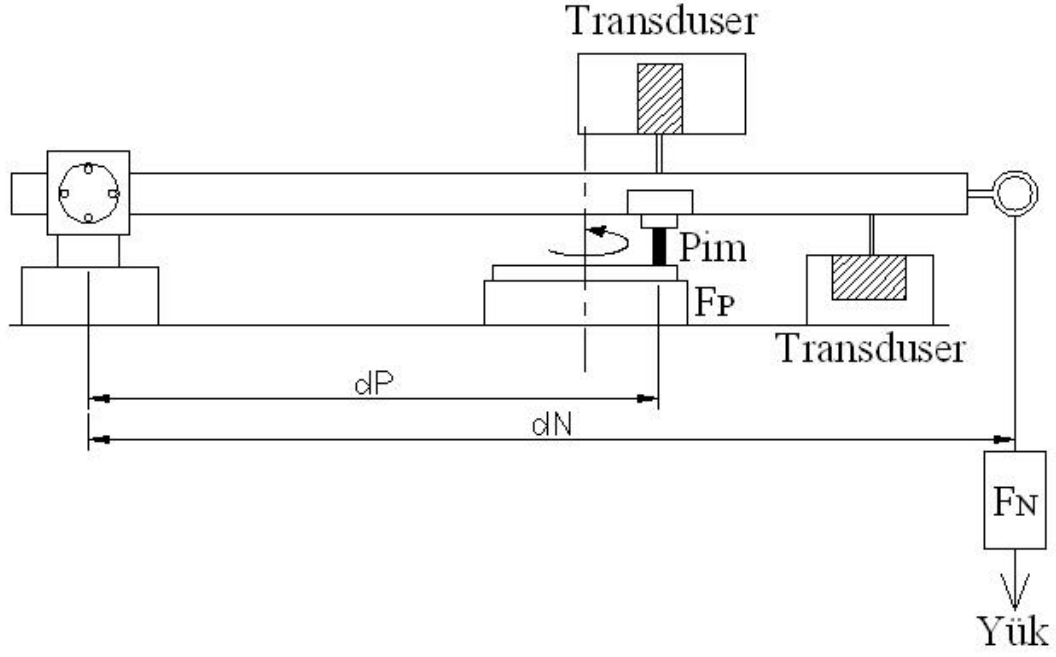 Transduser
Pim
FP
Transduser
dP
dN
FN
Yük